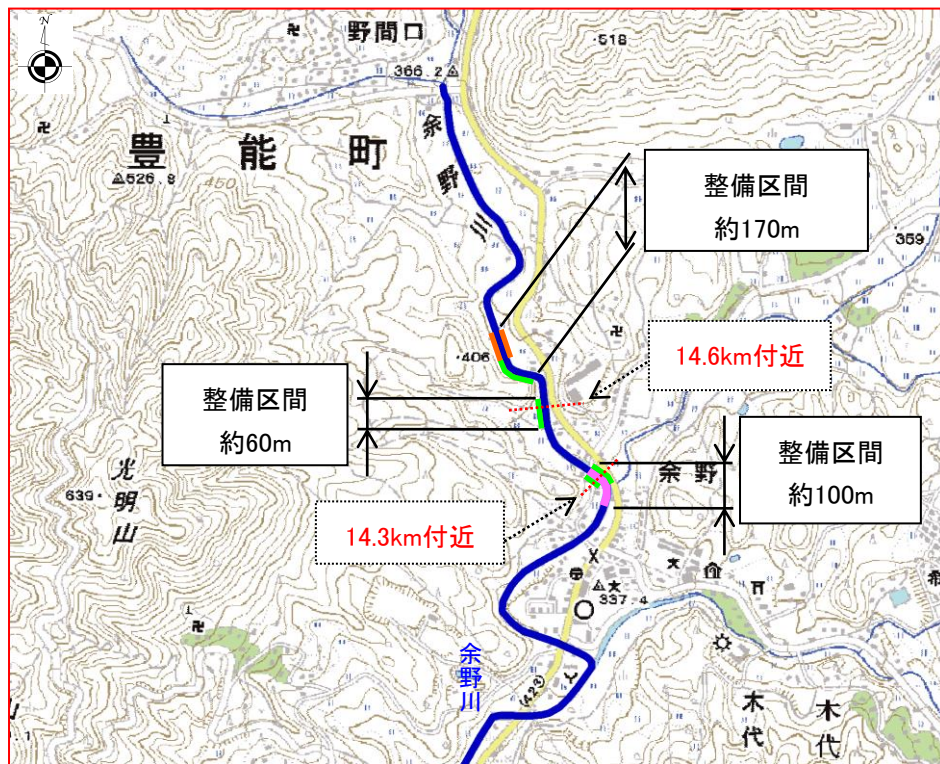 N
野間口
・518
366.2
豊能町
526.8
450
余野川
整備区間
約170m
359
・406
14.6km付近
整備区間
約60m
整備区間
約100m
余野
光明山
639・
14.3km付近
337.4
余野川
(423)
木代
木代